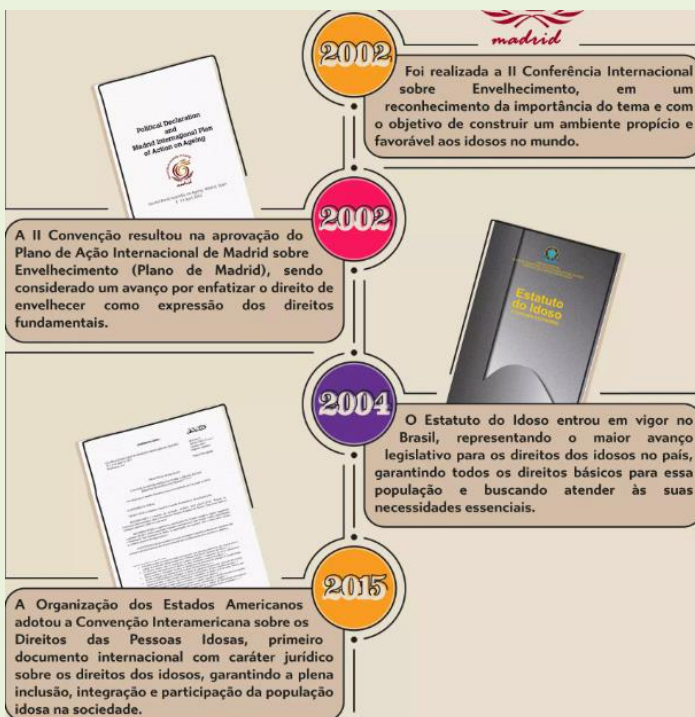 madrid
2002
Foi realizada a II Conferência Internacional
sobre Envelhecimento, em um
reconhecimento da importância do tema e com
o objetivo de construir um ambiente propício e
favorável aos idosos no mundo.
Political Declaration
and
Madrid International Plan
of Action on Ageing
madrid
2002
A II Convenção resultou na aprovação do
Plano de Ação Internacional de Madrid sobre
Envelhecimento (Plano de Madrid), sendo
considerado um avanço por enfatizar o direito de
envelhecer como expressão dos direitos
fundamentais.
Estatuto
do Idoso
2004
O Estatuto do Idoso entrou em vigor no
Brasil, representando o maior avanço
legislativo para os direitos dos idosos no país,
garantindo todos os direitos básicos para essa
população e buscando atender às suas
necessidades essenciais.
2015
A Organização dos Estados Americanos
adotou a Convenção Interamericana sobre os
Direitos das Pessoas Idosas, primeiro
documento internacional com caráter jurídico
sobre os direitos dos idosos, garantindo a plena
inclusão, integração e participação da população
idosa na sociedade.